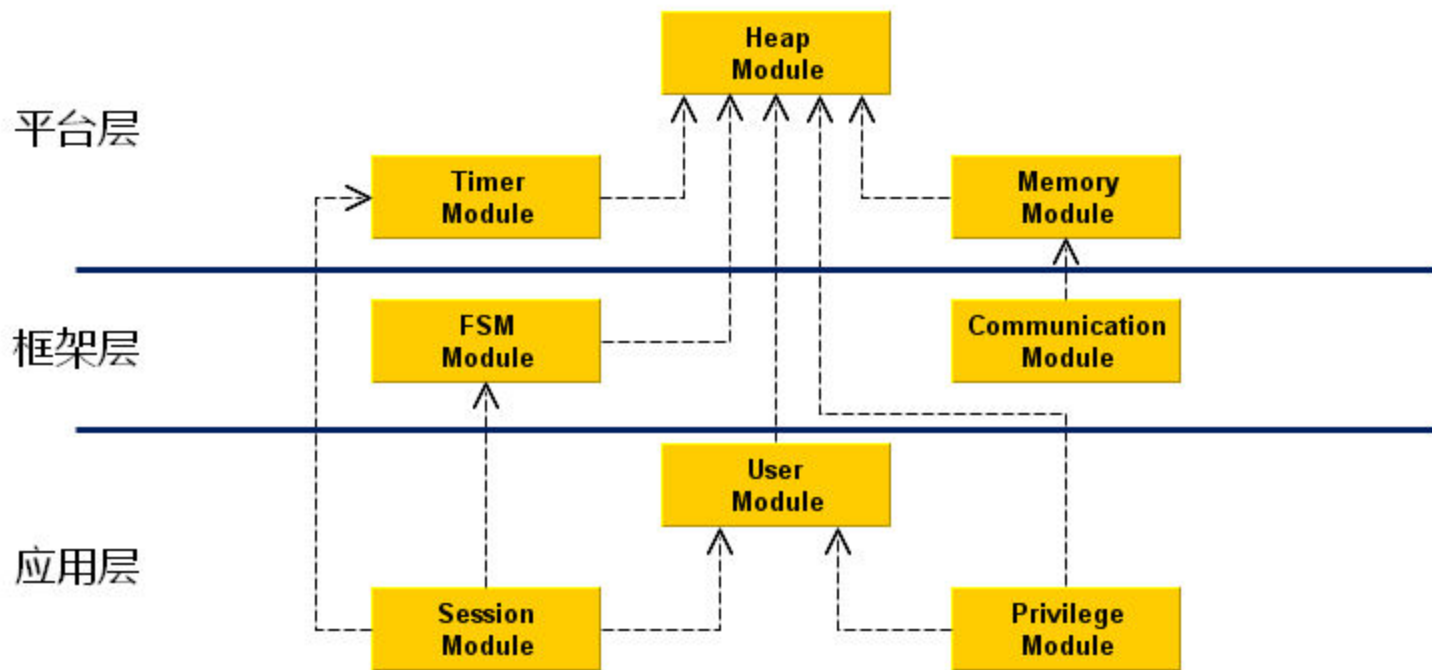 Heap
Module
平台层
Timer
Module
Memory
Module
框架层
FSM
Module
Communication
Module
User
Module
应用层
Session
Module
Privilege
Module